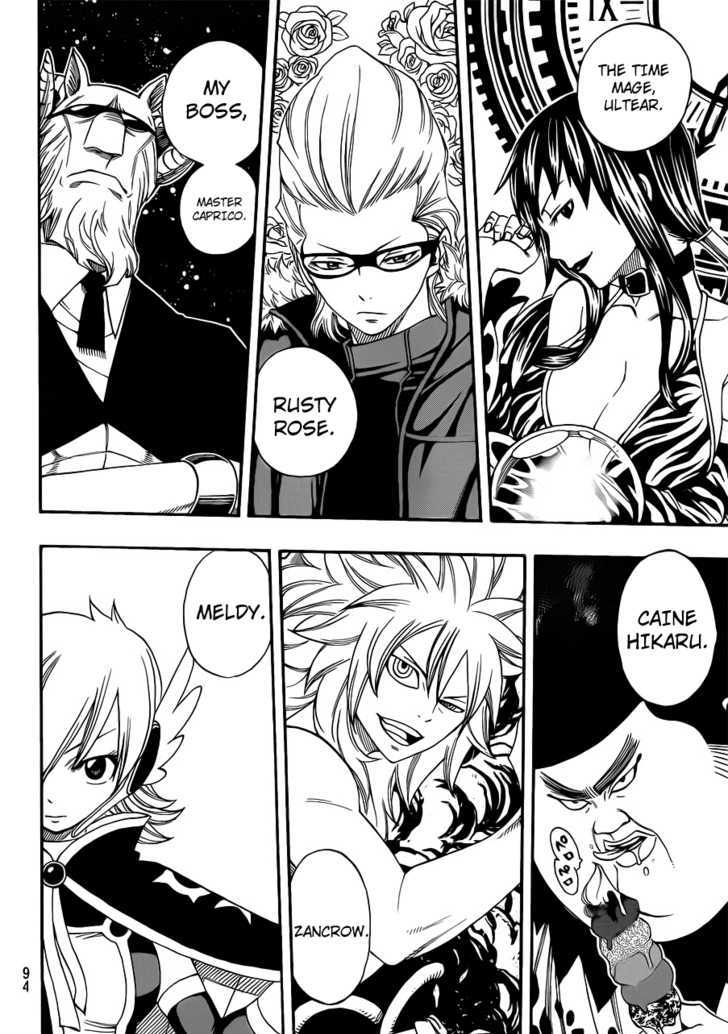 IX
THE TIME
MAGE,
ULTEAR.
RUSTY
ROSE.
MY
BOSS,
MASTER
CAPRICO.
CAINE
HIKARU.
ZANCROW.
MELDY.
94